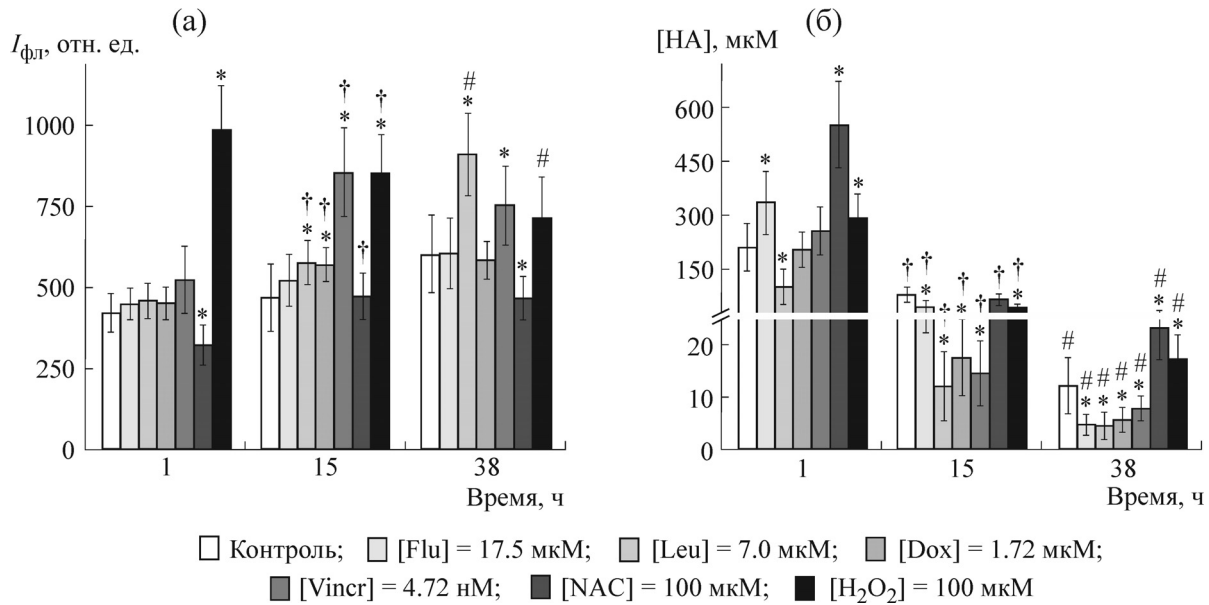 (а)
I фл, отн. ед.
* † † # † † * * * # * * * * † * *
1000
750
500
250
0
1 15 38
Время, ч
(б)
[HA], мкМ
* * * * † † * † * † * † * † † * # # * # * # * # * # * # *
600
450
300
150
20
10
0
1 15 38
Время, ч
Контроль; [Flu] = 17.5 мкМ; [Leu] = 7.0 мкМ; [Dox] = 1.72 мкМ;
[Vincr] = 4.72 нМ; [NAC] = 100 мкМ; [H₂O₂] = 100 мкМ